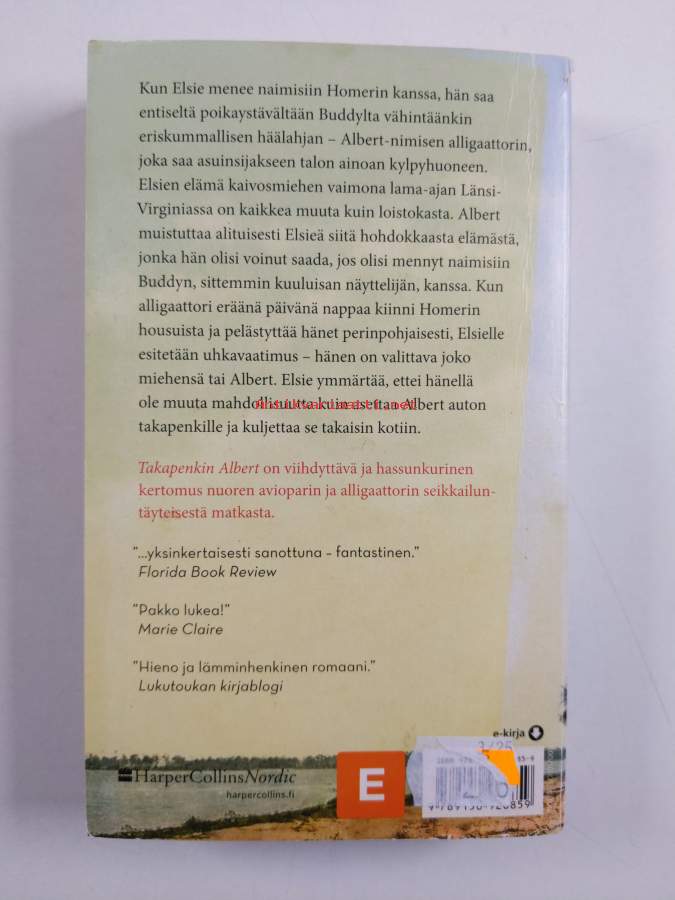 Kun Elsie menee naimisiin Homerin kanssa, hän saa
entiseltä poikaystävältään Buddylta vähintäänkin
eriskummallisen häälahjan – Albert-nimisen alligaattorin,
joka saa asuinsijakseen talon ainoan kylpyhuoneen.
Elsien elämä kaivosmiehen vaimona lama-ajan Länsi-
Virginiassa on kaikkea muuta kuin loistokasta. Albert
muistuttaa alituisesti Elsieä siitä hohdokkaasta elämästä,
jonka hän olisi voinut saada, jos olisi mennyt naimisiin
Buddyn, sittemmin kuuluisan näyttelijän, kanssa. Kun
alligaattori eräänä päivänä nappaa kiinni Homerin
housuista ja pelästyttää hänet perinpohjaisesti, Elsielle
esitetään uhkavaatimus – hänen on valittava joko
miehensä tai Albert. Elsie ymmärtää, ettei hänellä
ole muuta mahdollisuutta kuin asettaa Albert auton
takapenkille ja kuljettaa se takaisin kotiin.
Takapenkin Albert on viihdyttävä ja hassunkurinen
kertomus nuoren avioparin ja alligaattorin seikkailun-
täyteisestä matkasta.
"...yksinkertaisesti sanottuna – fantastinen."
Florida Book Review
"Pakko lukea!"
Marie Claire
"Hieno ja lämminhenkinen romaani."
Lukutoukan kirjablogi
e-kirja
HarperCollins Nordic
harpercollins.fi
E